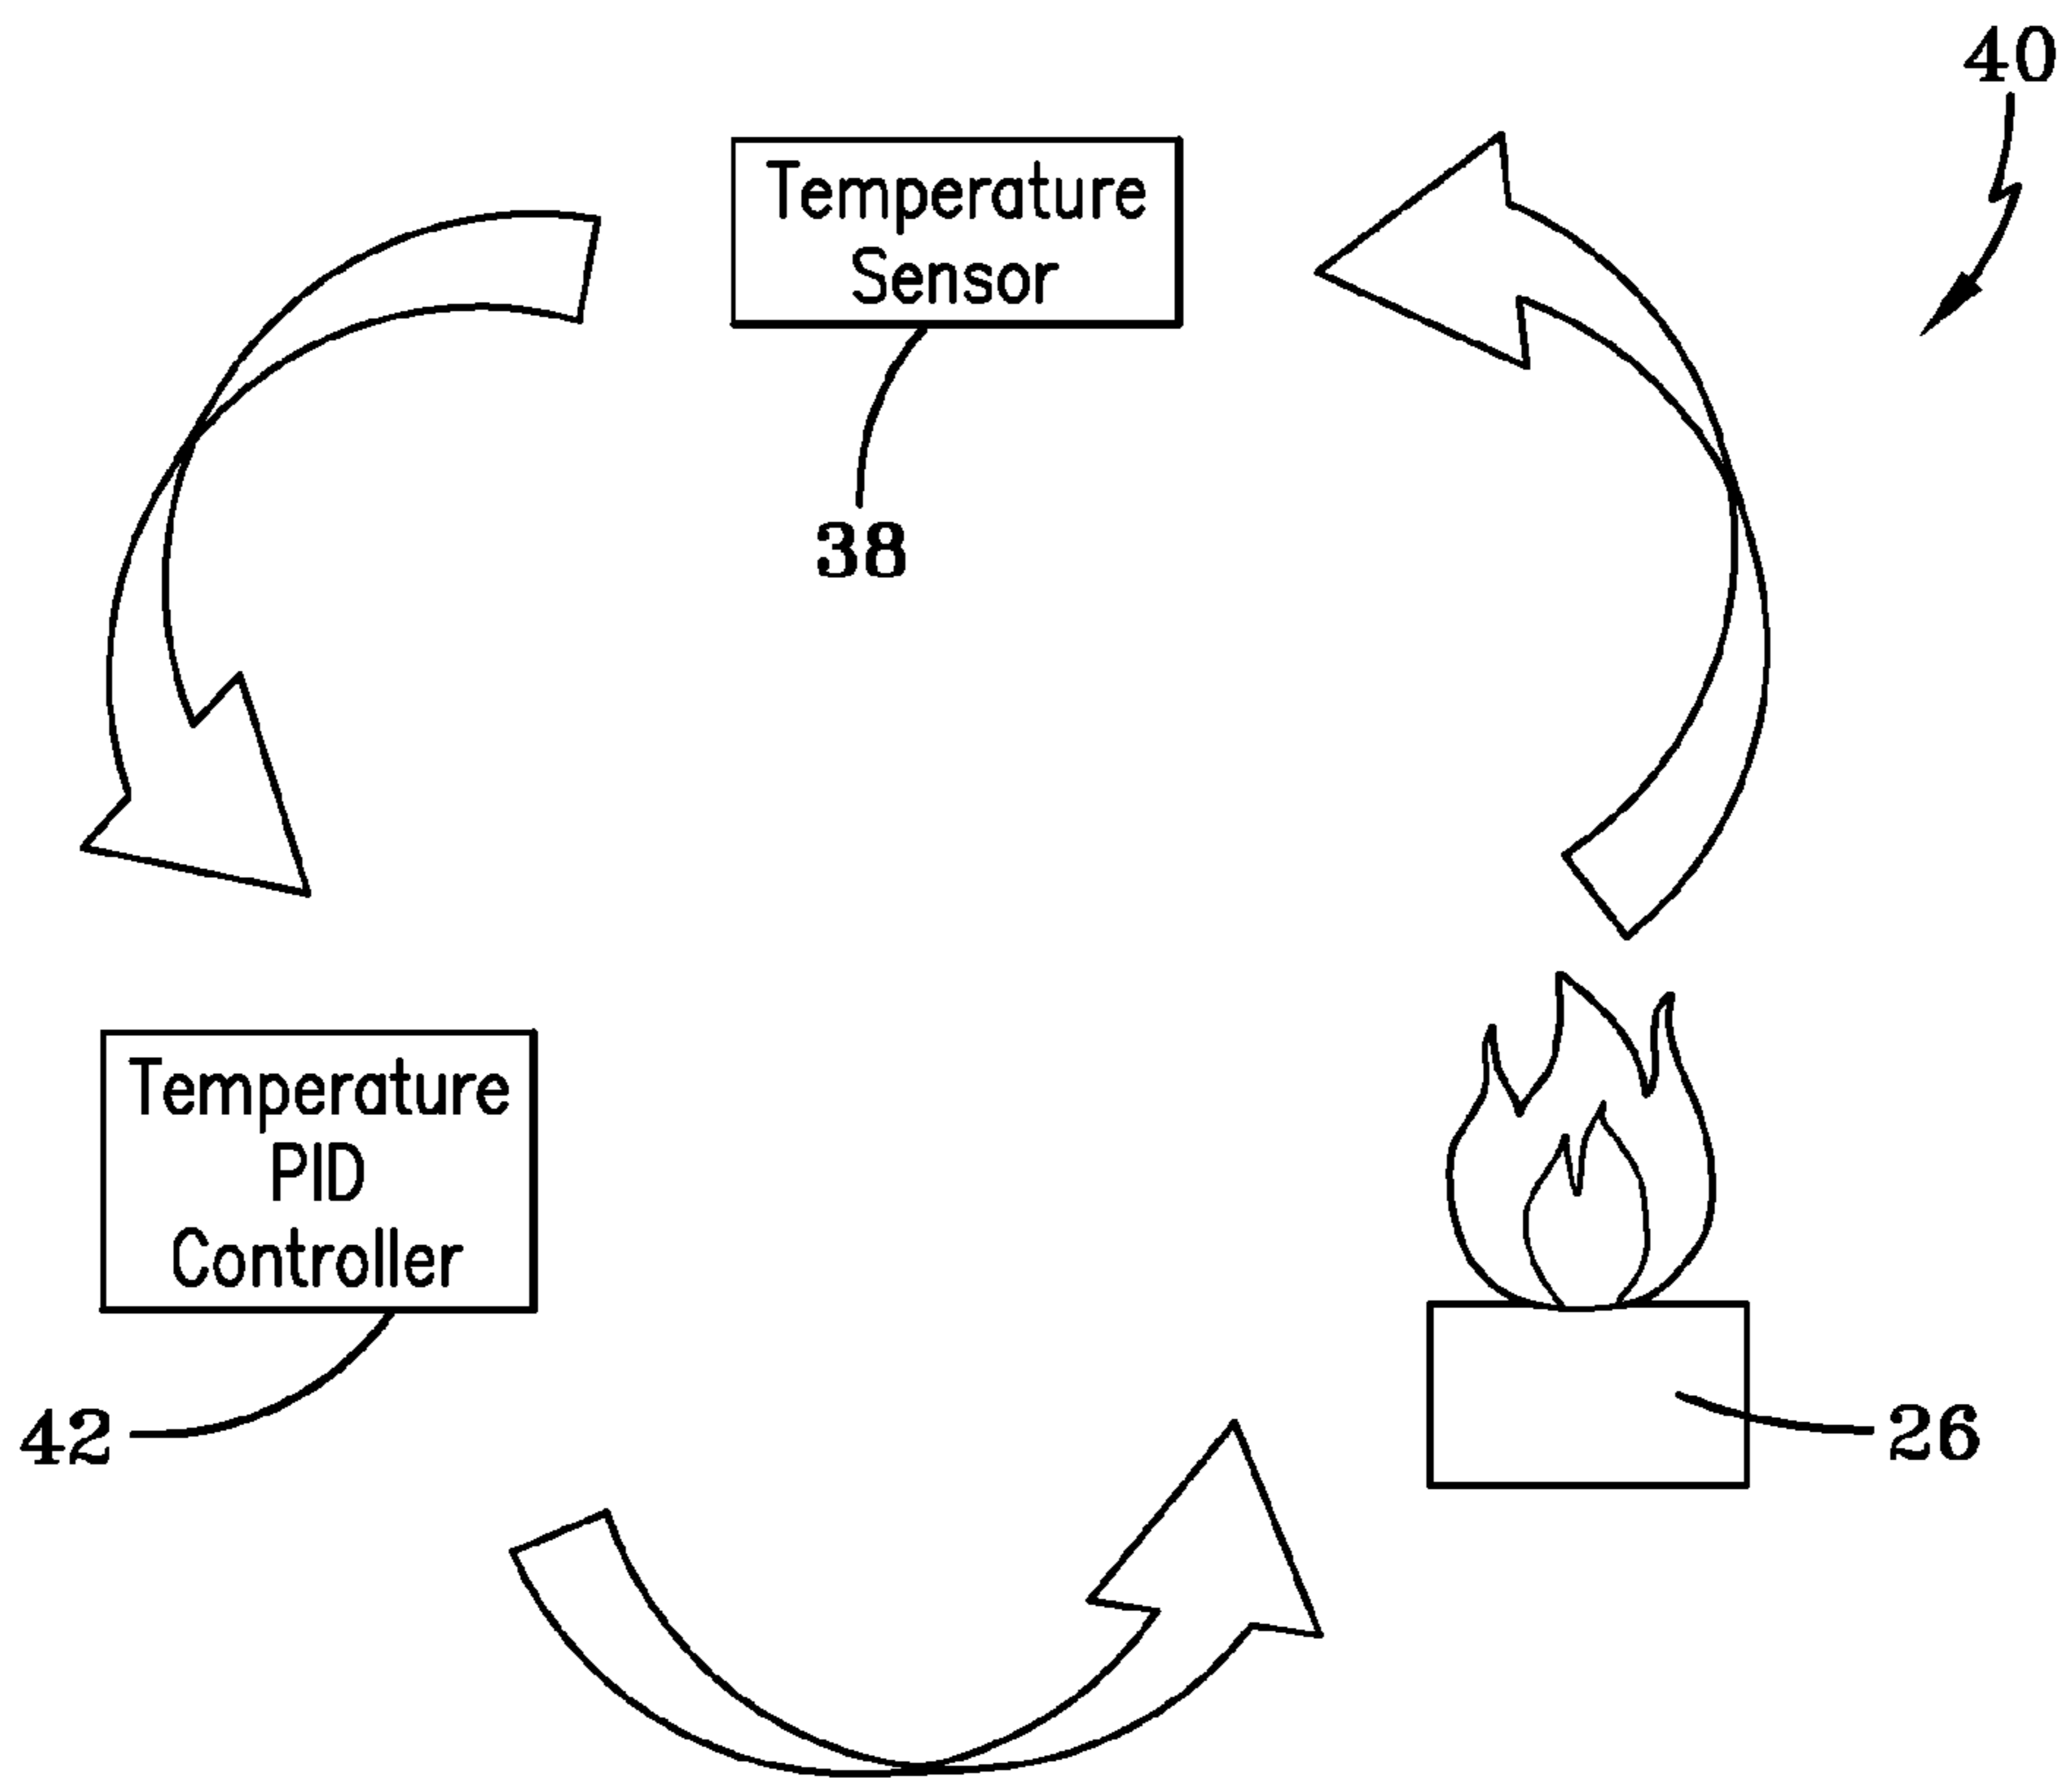 40
Temperature
Sensor
38
Temperature
PID
Controller
42
26